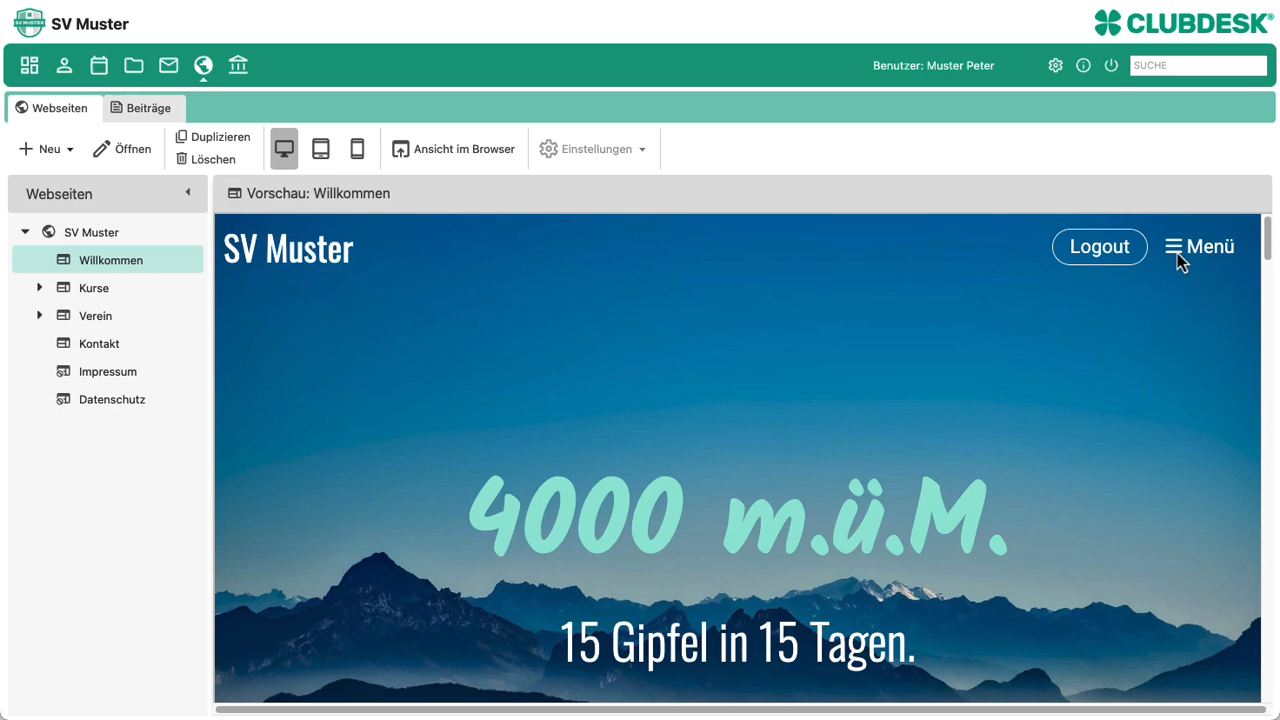 SV MUSTER
SV Muster
CLUBDESK®
Benutzer: Muster Peter
SUCHE
Webseiten
Beiträge
Neu
Öffnen
Duplizieren
Löschen
Ansicht im Browser
Einstellungen
Webseiten
Vorschau: Willkommen
SV Muster
Willkommen
Kurse
Verein
Kontakt
Impressum
Datenschutz
SV Muster
Logout
Menü
4000 m.ü.M.
15 Gipfel in 15 Tagen.